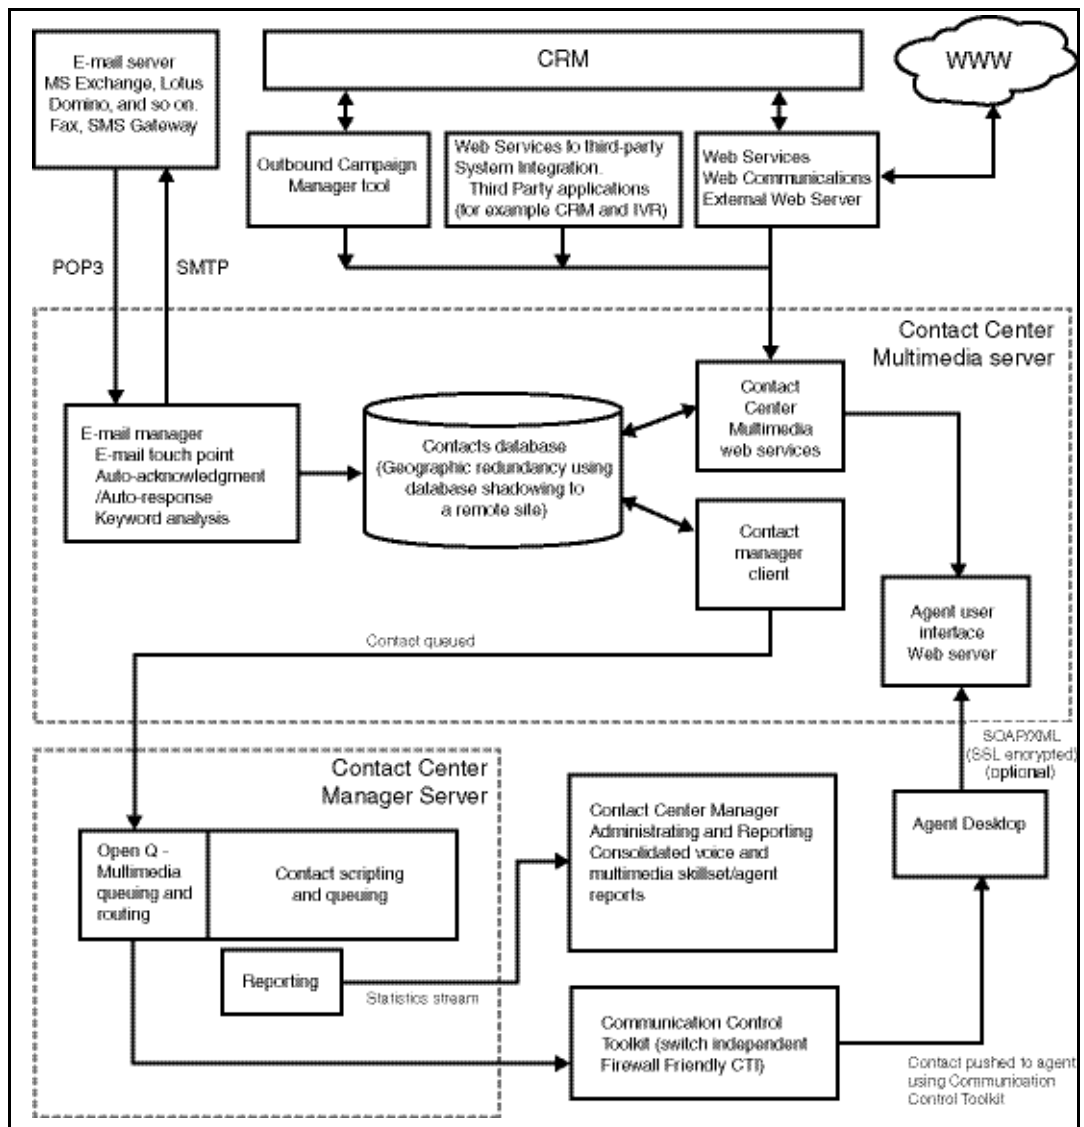 E-mail server
MS Exchange, Lotus
Domino, and so on.
Fax, SMS Gateway
CRM
WWW
Outbound Campaign
Manager tool
Web Services to third-party
System Integration.
Third Party applications
(for example CRM and IVR)
Web Services
Web Communications
External Web Server
POP3
SMTP
Contact Center
Multimedia server
E-mail manager
E-mail touch point
Auto-acknowledgment
/Auto-response
Keyword analysis
Contacts database
(Geographic redundancy using
database shadowing to
a remote site)
Contact
Center
Multimedia
web services
Contact
manager
client
Agent user
interface
Web server
Contact queued
SOAP/XML
(SSL encrypted)
(optional)
Contact Center
Manager Server
Open Q -
Multimedia
queuing and
routing
Contact scripting
and queuing
Contact Center Manager
Administrating and Reporting
Consolidated voice and
multimedia skillset/agent
reports
Agent Desktop
Reporting
Statistics stream
Communication Control
Toolkit (switch independent
Firewall Friendly CTI)
Contact pushed to agent
using Communication
Control Toolkit